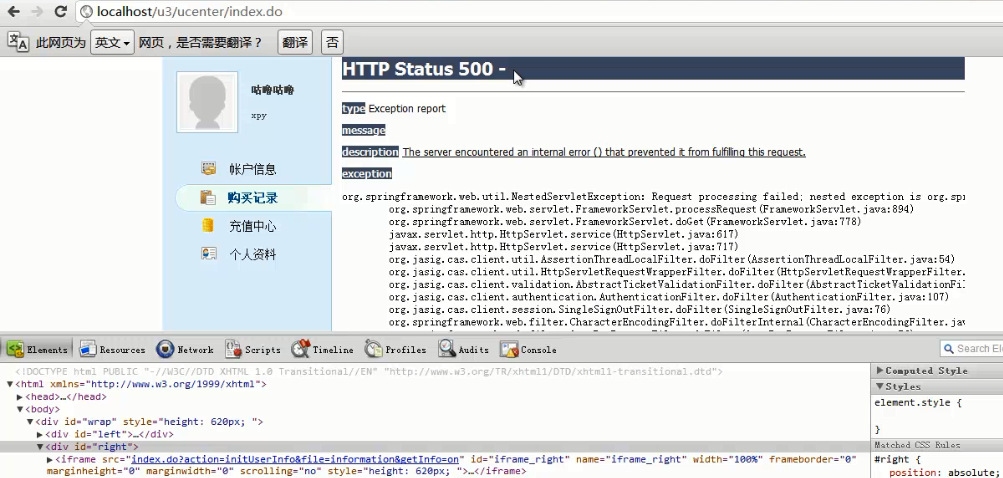 localhost/u3/ucenter/index.do
此网页为 英文 网页，是否需要翻译？ 翻译 否
咕噜咕噜
xpy
帐户信息
购买记录
充值中心
个人资料
HTTP Status 500 -
type Exception report
message
description The server encountered an internal error () that prevented it from fulfilling this request.
exception
org.springframework.web.util.NestedServletException: Request processing failed; nested exception is org.sp
org.springframework.web.servlet.FrameworkServlet.processRequest(FrameworkServlet.java:894)
org.springframework.web.servlet.FrameworkServlet.doGet(FrameworkServlet.java:778)
javax.servlet.http.HttpServlet.service(HttpServlet.java:617)
javax.servlet.http.HttpServlet.service(HttpServlet.java:717)
org.jasig.cas.client.util.AssertionThreadLocalFilter.doFilter(AssertionThreadLocalFilter.java:54)
org.jasig.cas.client.util.HttpServletRequestWrapperFilter.doFilter(HttpServletRequestWrapperFilter.java
org.jasig.cas.client.validation.AbstractTicketValidationFilter.doFilter(AbstractTicketValidationFil
org.jasig.cas.client.authentication.AuthenticationFilter.doFilter(AuthenticationFilter.java:107)
org.jasig.cas.client.session.SingleSignOutFilter.doFilter(SingleSignOutFilter.java:76)
org.springframework.web.filter.CharacterEncodingFilter.doFilterInternal(CharacterEncodingFilter.jav
Elements Resources Network Scripts Timeline Profiles Audits Console Search El
<!DOCTYPE html PUBLIC "-//W3C//DTD XHTML 1.0 Transitional//EN" "http://www.w3.org/TR/xhtml1/DTD/xhtml1-transitional.dtd">
<html xmlns="http://www.w3.org/1999/xhtml">
<head>…</head>
<body>
<div id="wrap" style="height: 620px; ">
<div id="left">…</div>
<div id="right">
<iframe src="index.do?action=initUserInfo&file=information&getInfo=on" id="iframe_right" name="iframe_right" width="100%" frameborder="0"
marginheight="0" marginwidth="0" scrolling="no" style="height: 620px; ">…</iframe>
Computed Style
Styles
element.style {
}
Matched CSS Rules
#right {
position: absolute;